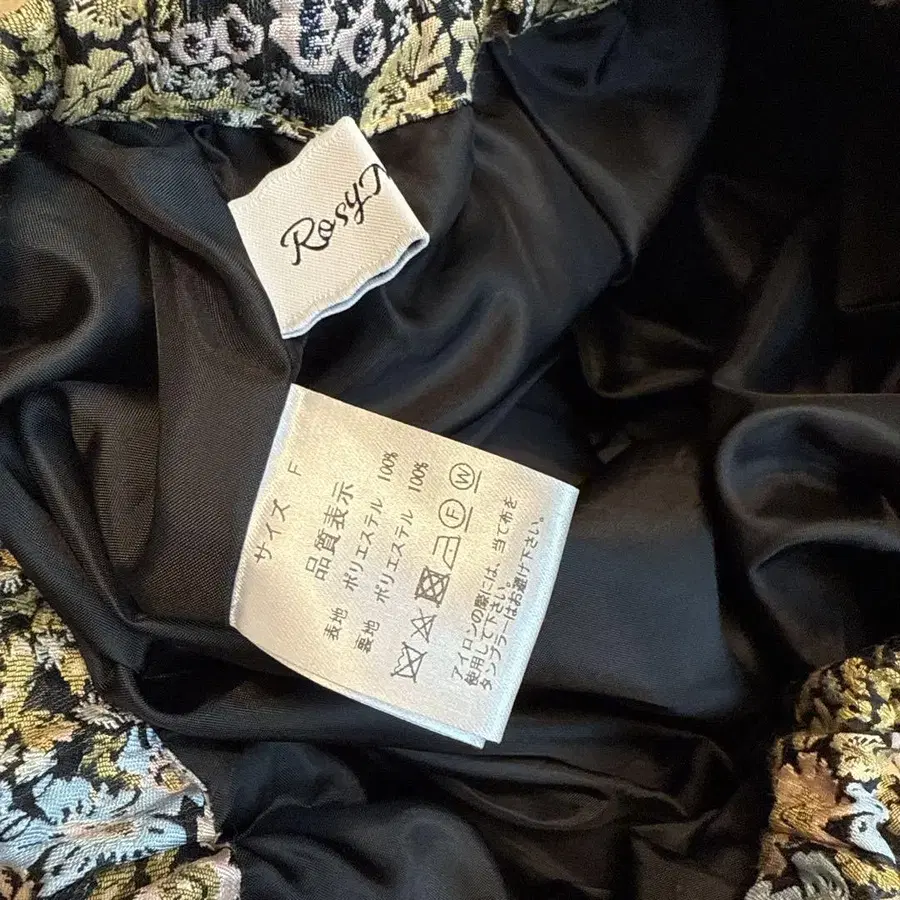 Rosy
サイズ F
品質表示
表地 ポリエステル 100%
裏地 ポリエステル 100%
F W
アイロンの際には、当て布を
使用して下さい。
タンブラーはお避け下さい。